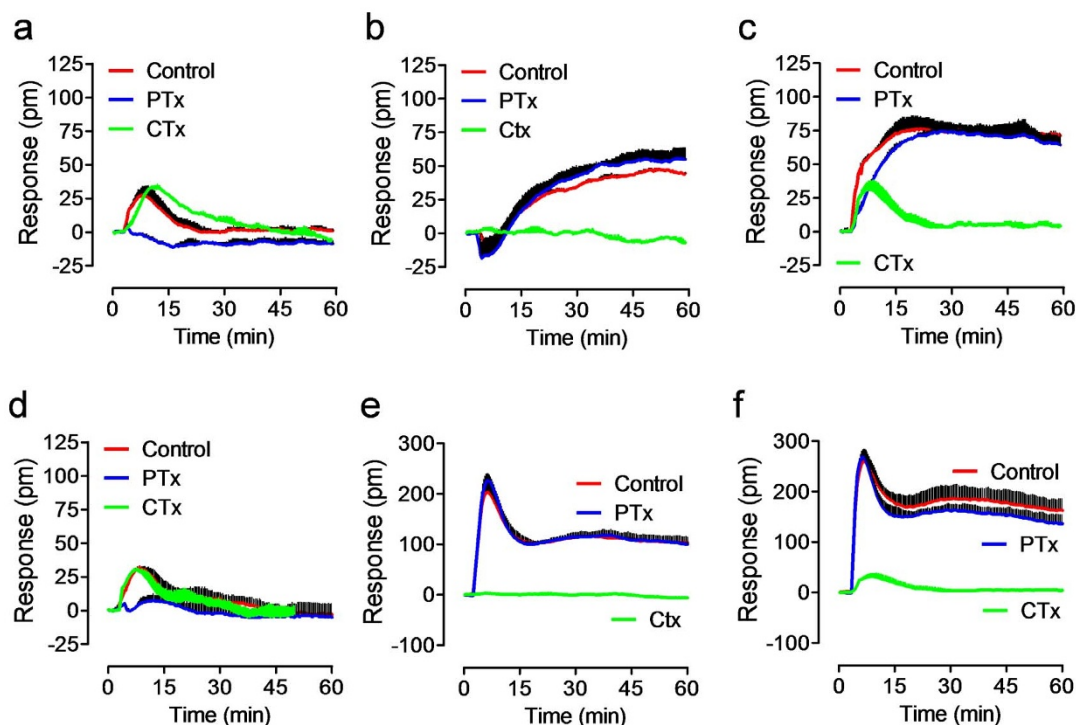 a
125
100
75
50
25
0
-25
Response (pm)
Control
PTx
CTx
0 15 30 45 60
Time (min)
b
125
100
75
50
25
0
-25
Response (pm)
Control
PTx
Ctx
0 15 30 45 60
Time (min)
c
125
100
75
50
25
0
-25
Response (pm)
Control
PTx
CTx
0 15 30 45 60
Time (min)
d
125
100
75
50
25
0
-25
Response (pm)
Control
PTx
CTx
0 15 30 45 60
Time (min)
e
300
200
100
0
-100
Response (pm)
Control
PTx
Ctx
0 15 30 45 60
Time (min)
f
300
200
100
0
-100
Response (pm)
Control
PTx
CTx
0 15 30 45 60
Time (min)